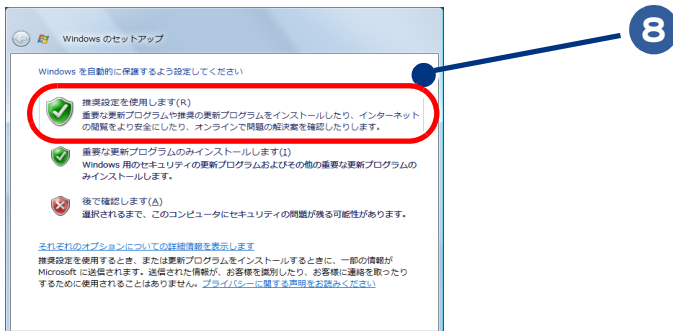 Windows のセットアップ
8
Windows を自動的に保護するよう設定してください
推奨設定を使用します(R)
重要な更新プログラムや推奨の更新プログラムをインストールしたり、インターネット
の閲覧をより安全にしたり、オンラインで問題の解決案を確認したりします。
重要な更新プログラムのみインストールします(I)
Windows 用のセキュリティの更新プログラムおよびその他の重要な更新プログラムの
みインストールします。
後で確認します(A)
選択されるまで、このコンピュータにセキュリティの問題が残る可能性があります。
それぞれのオプションについての詳細情報を表示します
推奨設定を使用するとき、または更新プログラムをインストールするときに、一部の情報が
Microsoft に送信されます。送信された情報が、お客様を識別したり、お客様に連絡を取ったり
するために使用されることはありません。プライバシーに関する声明をお読みください